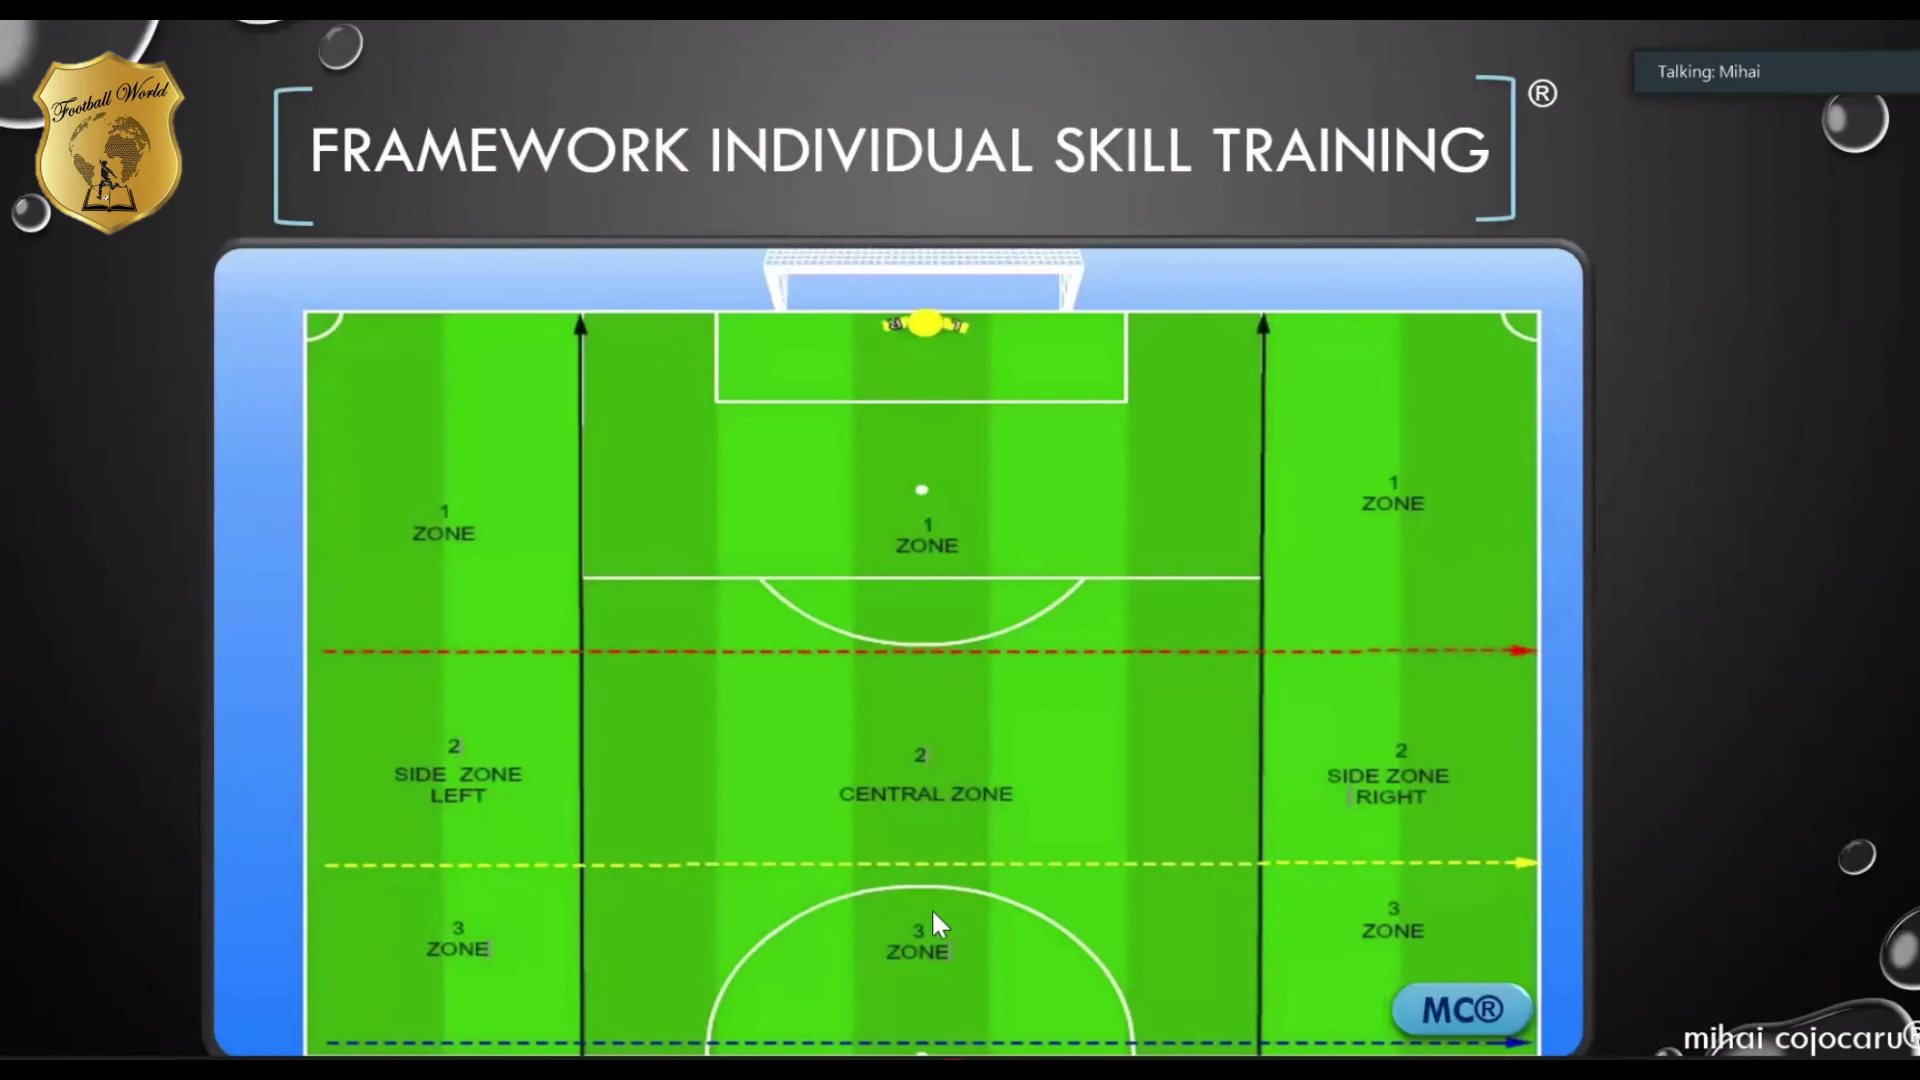 Football World
Talking: Mihai
®
FRAMEWORK INDIVIDUAL SKILL TRAINING
1
ZONE
1
ZONE
1
ZONE
2
SIDE ZONE
LEFT
2
CENTRAL ZONE
2
SIDE ZONE
RIGHT
3
ZONE
3
ZONE
3
ZONE
MC®
mihai cojocaru®